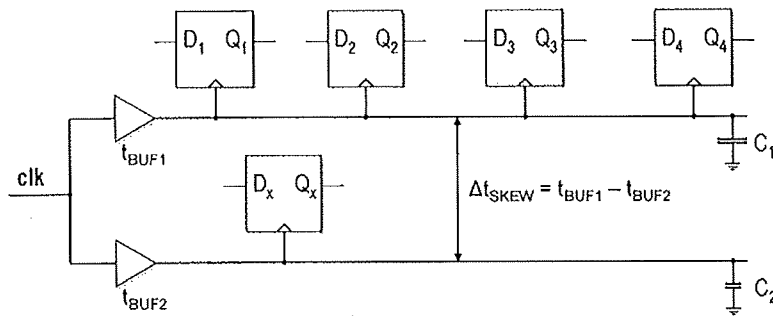 D1 Q1 D2 Q2 D3 Q3 D4 Q4
tBUF1
C1
Dx Qx
clk
ΔtSKEW = tBUF1 – tBUF2
tBUF2
C2